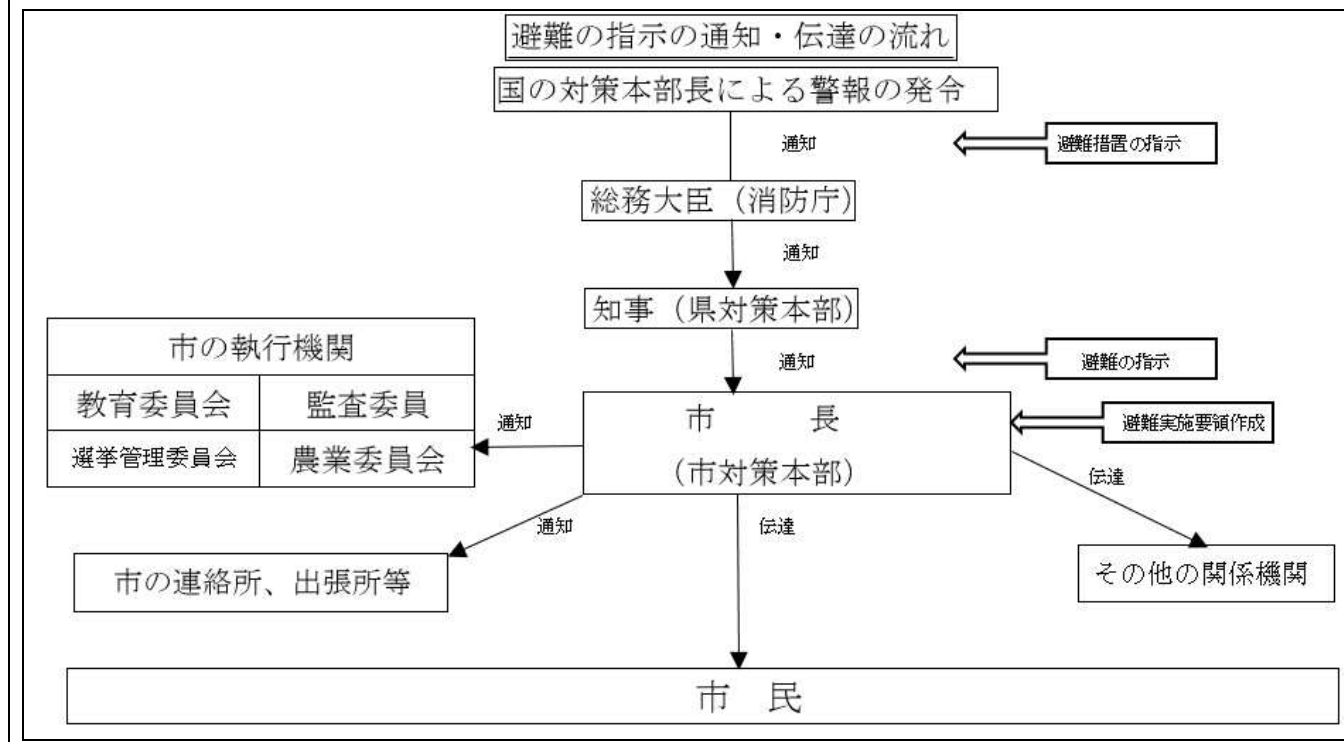 避難の指示の通知・伝達の流れ
国の対策本部長による警報の発令
通知
避難措置の指示
総務大臣（消防庁）
通知
知事（県対策本部）
通知
避難の指示
市の執行機関
教育委員会
監査委員
選挙管理委員会
農業委員会
通知
市　　長
（市対策本部）
避難実施要領作成
通知
伝達
伝達
市の連絡所、出張所等
その他の関係機関
市　民